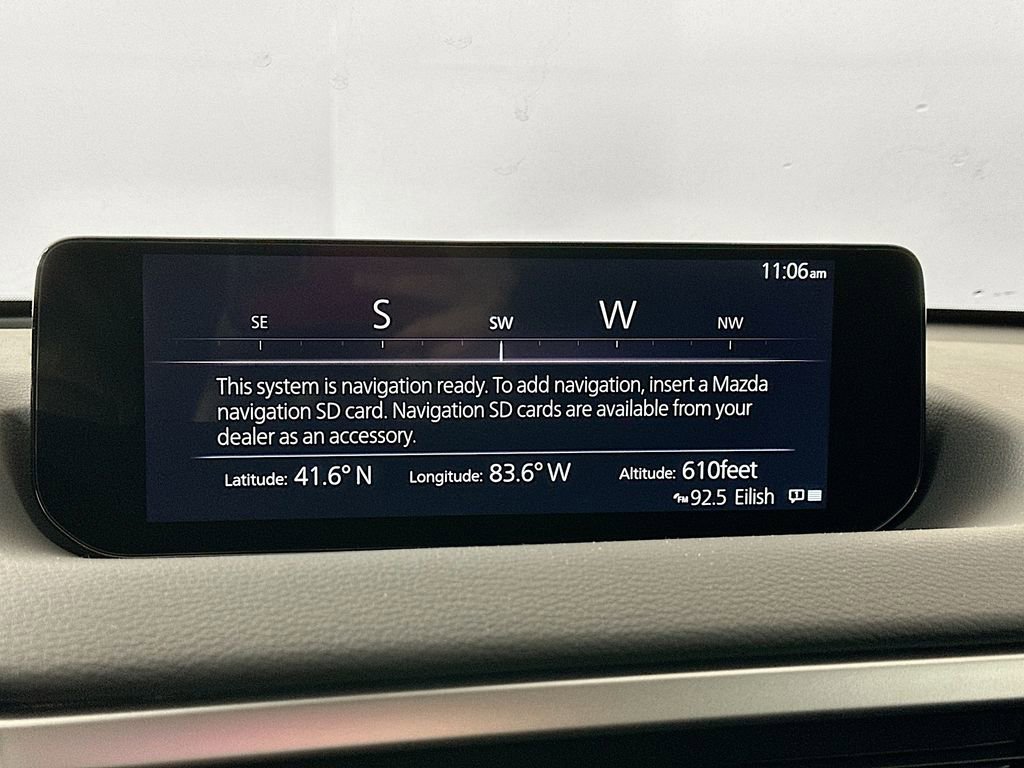 11:06am
SE S SW W NW
This system is navigation ready. To add navigation, insert a Mazda
navigation SD card. Navigation SD cards are available from your
dealer as an accessory.
Latitude: 41.6° N Longitude: 83.6° W Altitude: 610feet
FM 92.5 Eilish 1